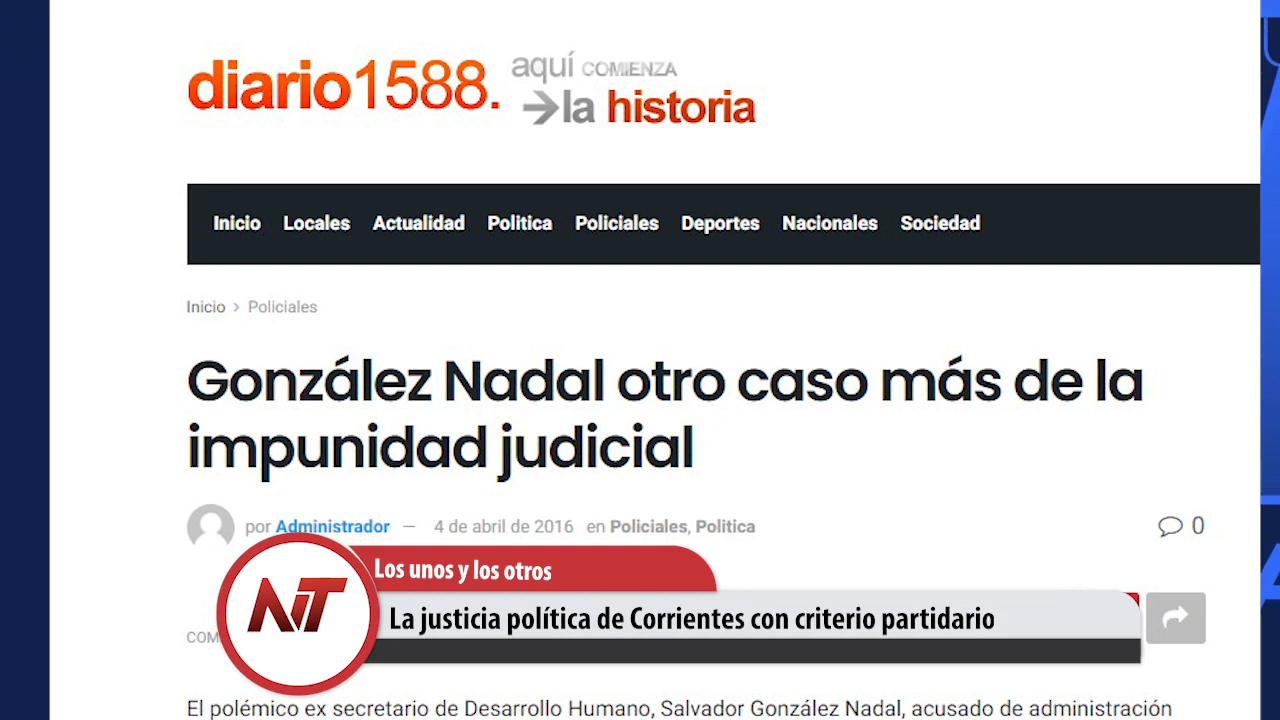 diario1588.
aquí COMIENZA
la historia
Inicio Locales Actualidad Politica Policiales Deportes Nacionales Sociedad
Inicio > Policiales
González Nadal otro caso más de la
impunidad judicial
por Administrador — 4 de abril de 2016 en Policiales, Politica
0
Los unos y los otros
NT
La justicia política de Corrientes con criterio partidario
El polémico ex secretario de Desarrollo Humano, Salvador González Nadal, acusado de administración